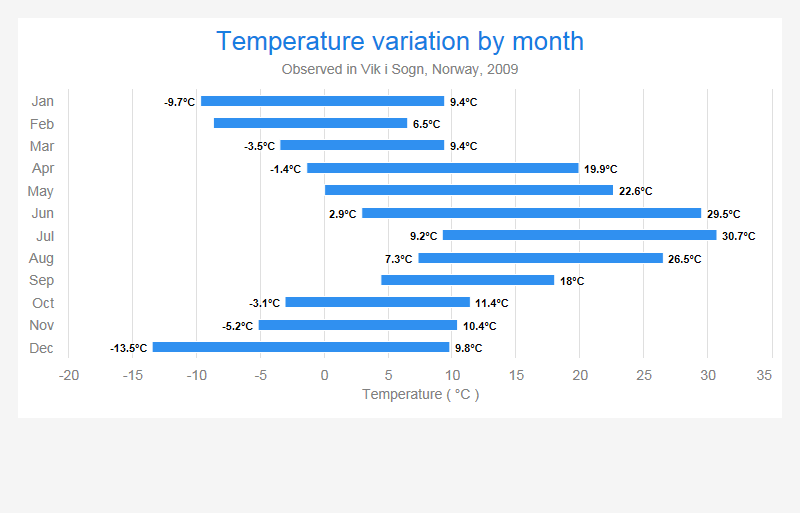 Temperature variation by month
Observed in Vik i Sogn, Norway, 2009
Jan -9.7°C 9.4°C
Feb 6.5°C
Mar -3.5°C 9.4°C
Apr -1.4°C 19.9°C
May 22.6°C
Jun 2.9°C 29.5°C
Jul 9.2°C 30.7°C
Aug 7.3°C 26.5°C
Sep 18°C
Oct -3.1°C 11.4°C
Nov -5.2°C 10.4°C
Dec -13.5°C 9.8°C
-20 -15 -10 -5 0 5 10 15 20 25 30 35
Temperature ( °C )